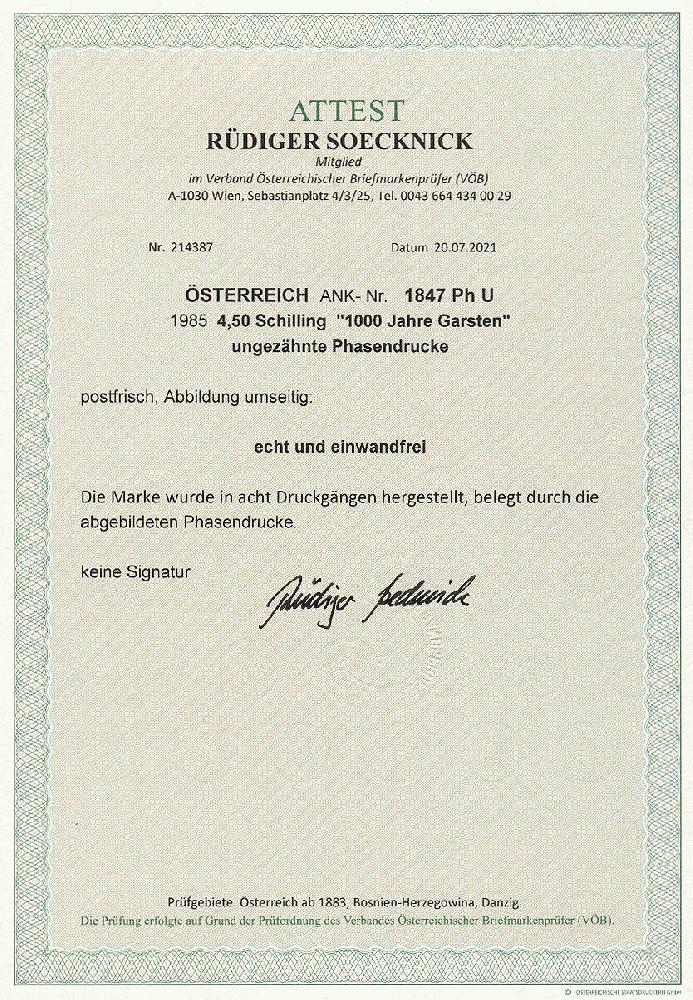 ATTEST
RÜDIGER SOECKNICK
Mitglied
im Verband Österreichischer Briefmarkenprüfer (VÖB)
A-1030 Wien, Sebastianplatz 4/3/25, Tel. 0043 664 434 00 29
Nr. 214387 Datum 20.07.2021
ÖSTERREICH ANK- Nr. 1847 Ph U
1985 4,50 Schilling "1000 Jahre Garsten"
ungezähnte Phasendrucke
postfrisch, Abbildung umseitig:
echt und einwandfrei
Die Marke wurde in acht Druckgängen hergestellt, belegt durch die
abgebildeten Phasendrucke.
keine Signatur
Rüdiger Soecknick
Prüfgebiete: Österreich ab 1883, Bosnien-Herzegowina, Danzig
Die Prüfung erfolgte auf Grund der Prüfordnung des Verbandes Österreichischer Briefmarkenprüfer (VÖB).
© ÖSTERREICHISCHE STAATSDRUCKEREI GmbH